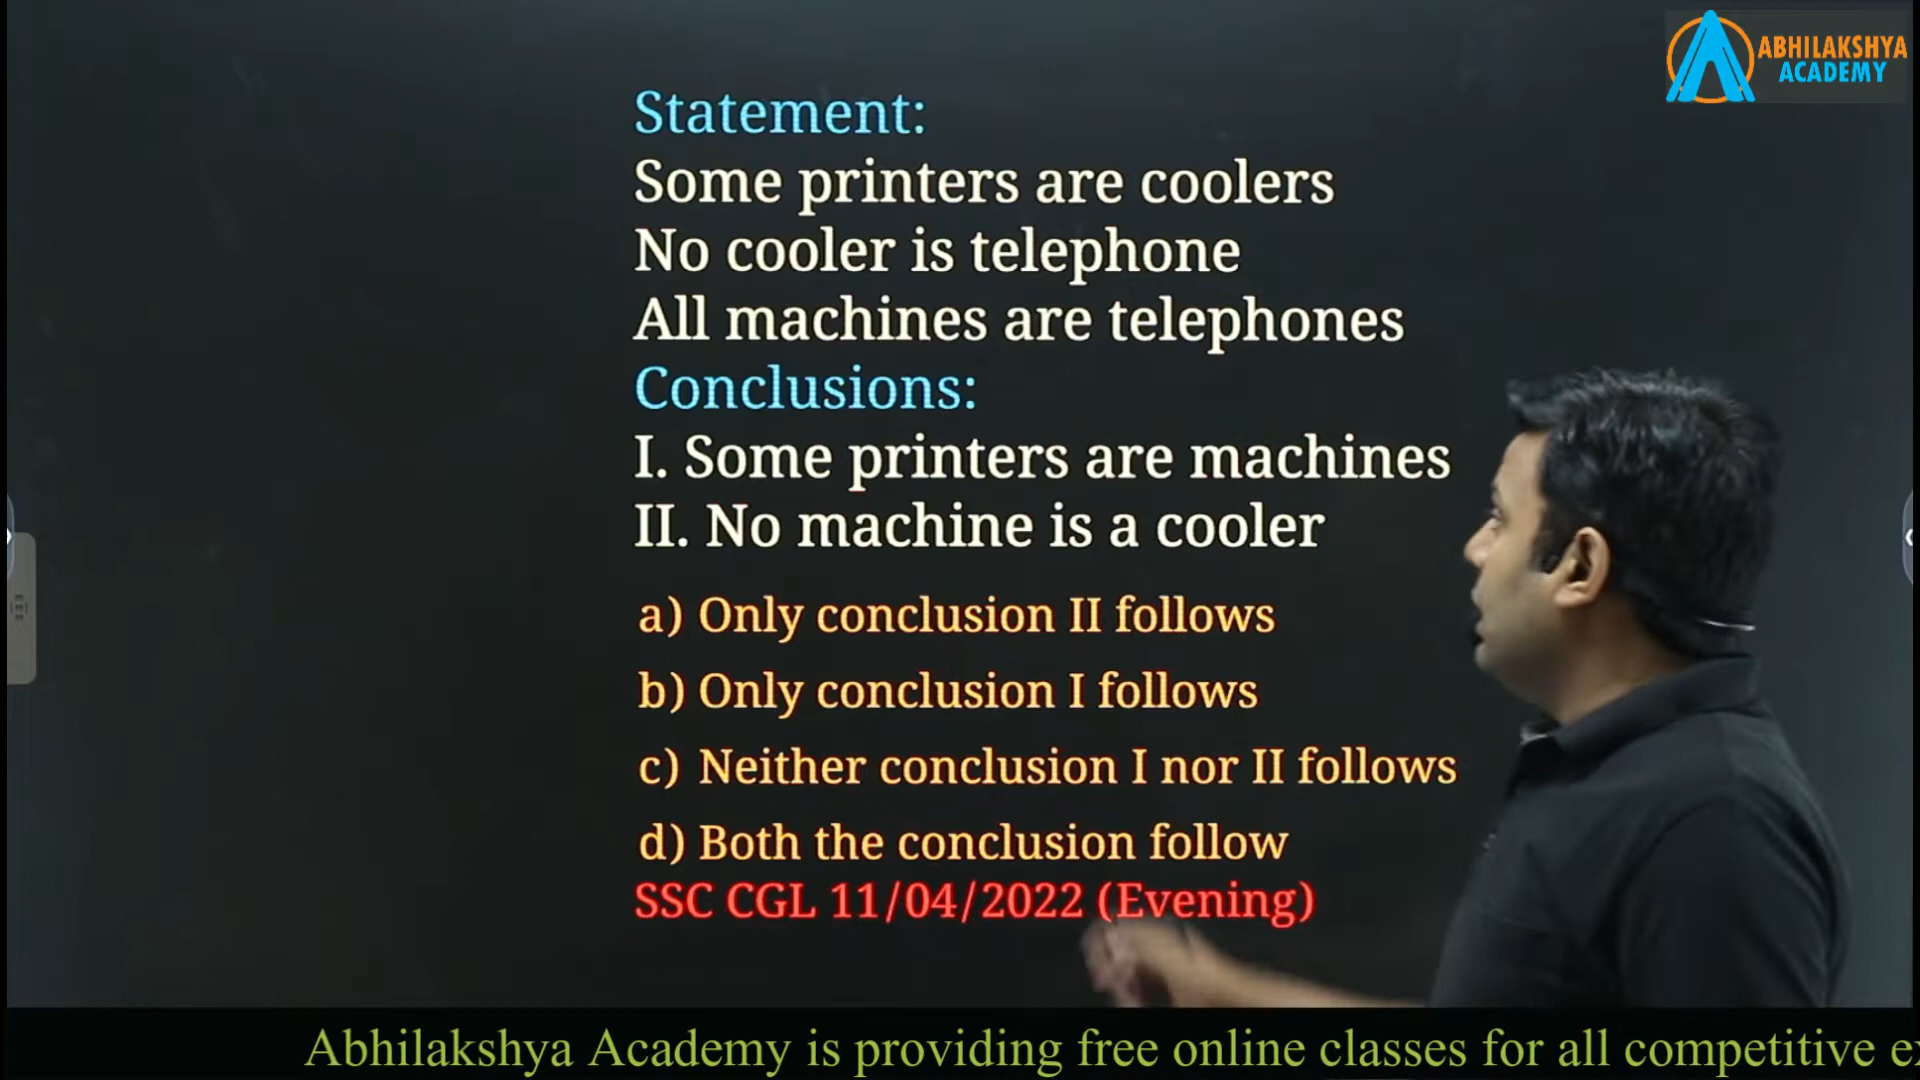 ABHILAKSHYA
ACADEMY
Statement:
Some printers are coolers
No cooler is telephone
All machines are telephones
Conclusions:
I. Some printers are machines
II. No machine is a cooler
a) Only conclusion II follows
b) Only conclusion I follows
c) Neither conclusion I nor II follows
d) Both the conclusion follow
SSC CGL 11/04/2022 (Evening)
Abhilakshya Academy is providing free online classes for all competitive